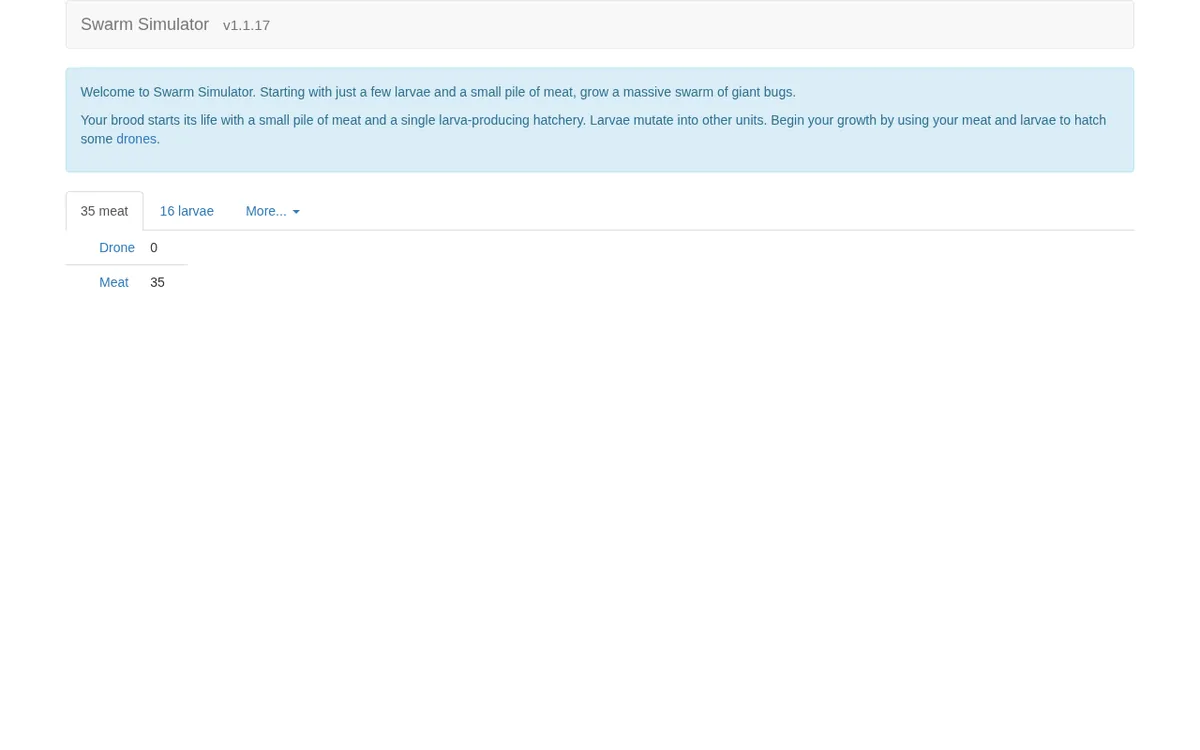 Swarm Simulator v1.1.17
Welcome to Swarm Simulator. Starting with just a few larvae and a small pile of meat, grow a massive swarm of giant bugs.
Your brood starts its life with a small pile of meat and a single larva-producing hatchery. Larvae mutate into other units. Begin your growth by using your meat and larvae to hatch
some drones.
35 meat 16 larvae More...
Drone 0
Meat 35